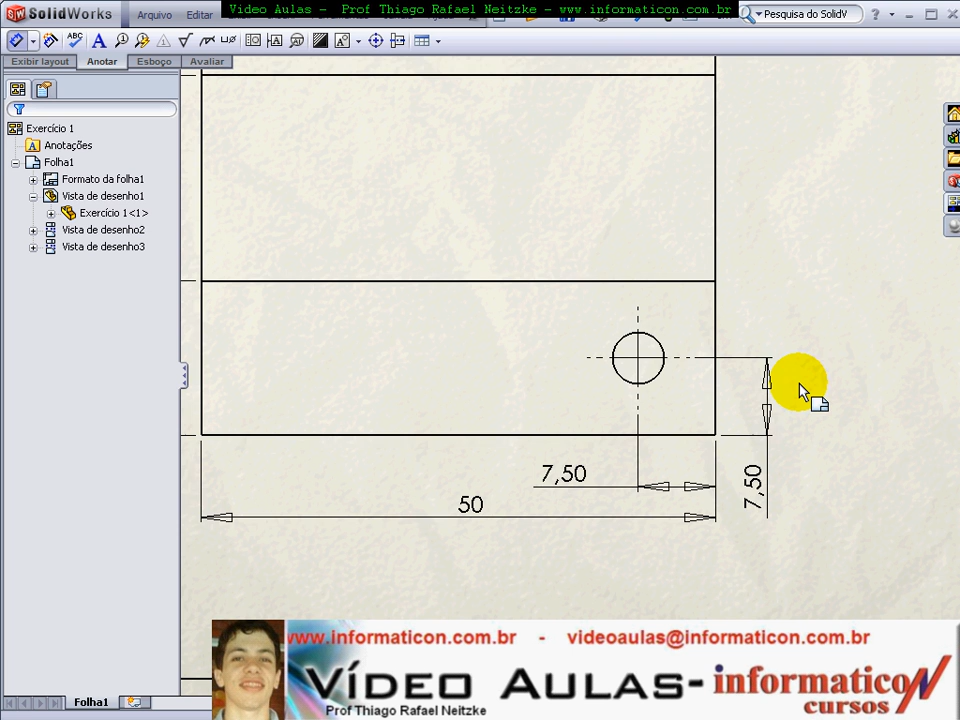 Video Aulas - Prof Thiago Rafael Neitzke - www.informaticon.com.br
SolidWorks
Arquivo
Editar
Pesquisa do SolidV
Exibir layout
Anotar
Esboço
Avaliar
Exercício 1
Anotações
Folha1
Formato da folha1
Vista de desenho1
Exercício 1<1>
Vista de desenho2
Vista de desenho3
7,50
7,50
50
www.informaticon.com.br - videoaulas@informaticon.com.br
Vídeo Aulas- informaticon
cursos
Prof Thiago Rafael Neitzke
Folha1